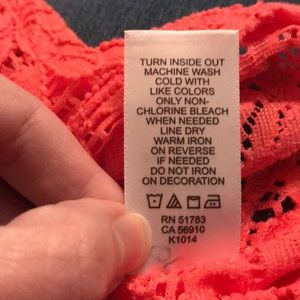 TURN INSIDE OUT
MACHINE WASH
COLD WITH
LIKE COLORS
ONLY NON-
CHLORINE BLEACH
WHEN NEEDED
LINE DRY
WARM IRON
ON REVERSE
IF NEEDED
DO NOT IRON
ON DECORATION
RN 51783
CA 56910
K1014